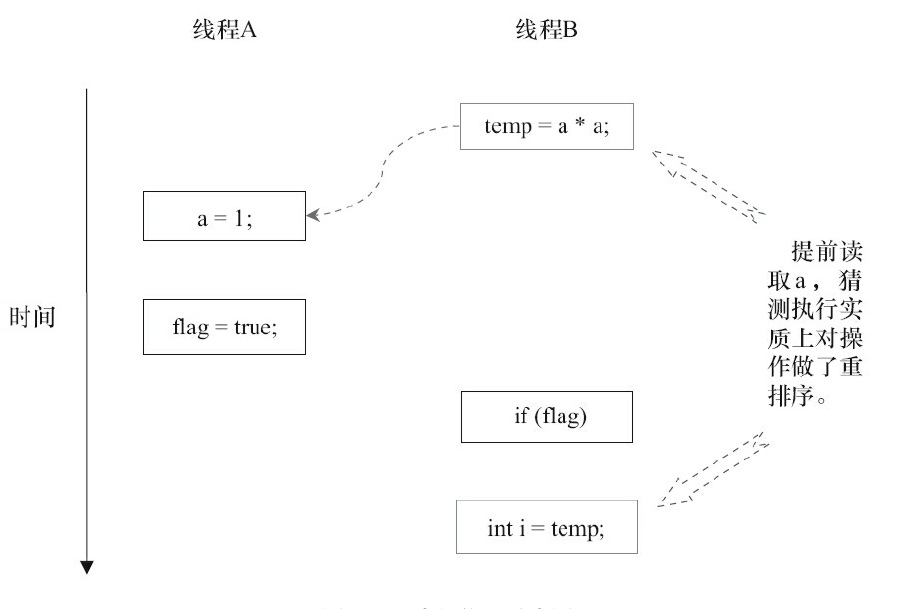 线程A
线程B
temp = a * a;
a = 1;
提前读
取a，猜
测执行实
质上对操
作做了重
排序。
时间
flag = true;
if (flag)
int i = temp;